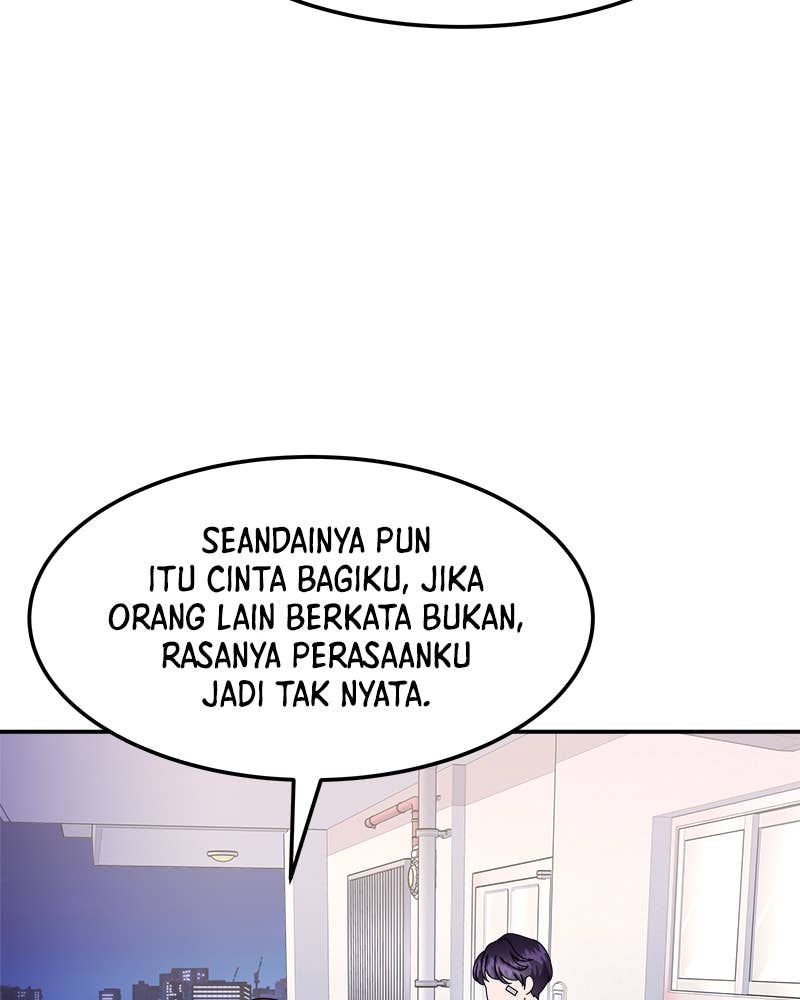 SEANDAINYA PUN
ITU CINTA BAGIKU, JIKA
ORANG LAIN BERKATA BUKAN,
RASANYA PERASAANKU
JADI TAK NYATA.